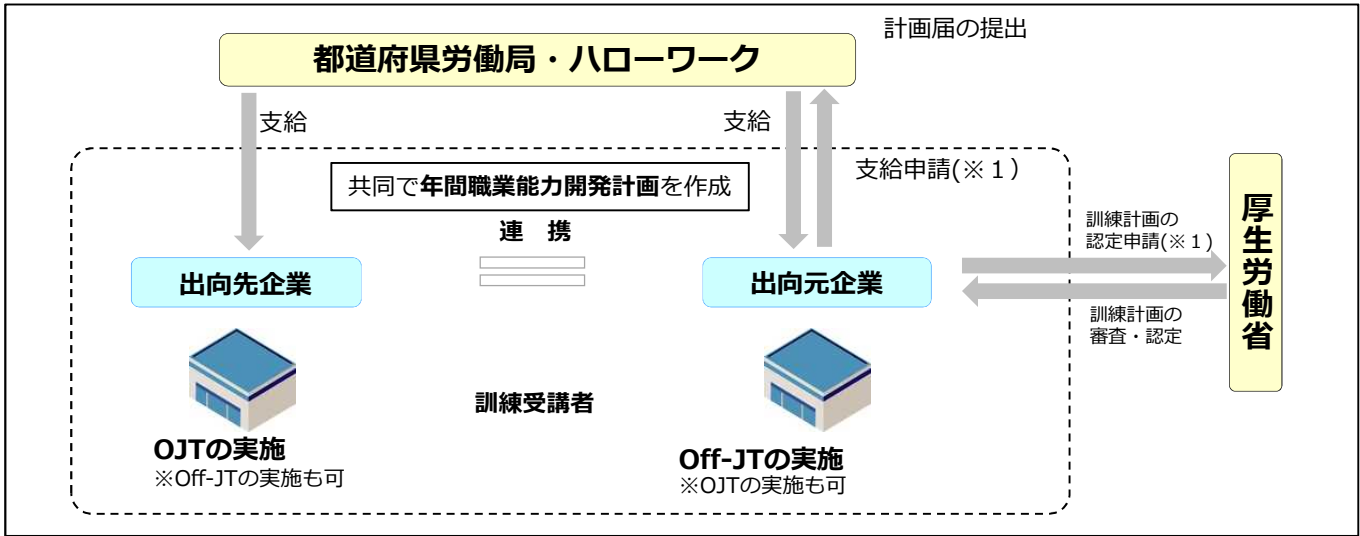 計画届の提出
都道府県労働局・ハローワーク
支給
支給
支給申請(※１)
共同で年間職業能力開発計画を作成
連　携
出向先企業
出向元企業
訓練計画の
認定申請(※１)
訓練計画の
審査・認定
厚生労働省
訓練受講者
OJTの実施
※Off-JTの実施も可
Off-JTの実施
※OJTの実施も可